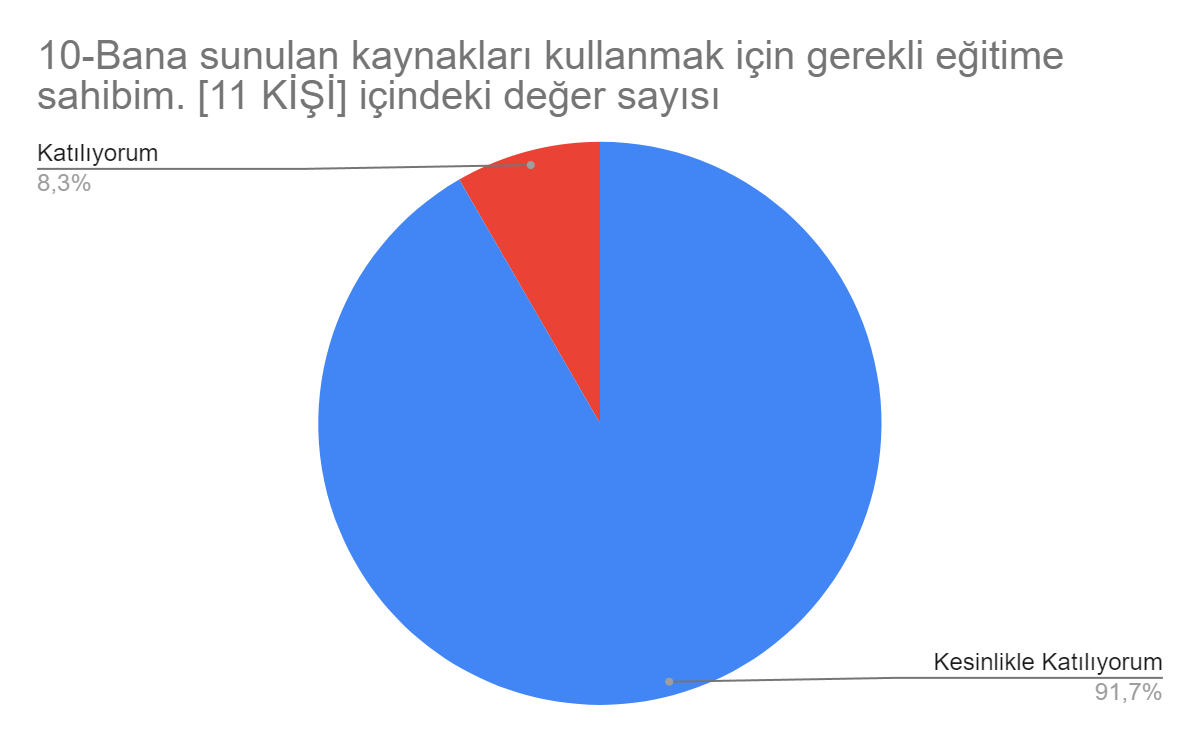 10-Bana sunulan kaynakları kullanmak için gerekli eğitime
sahibim. [11 KİŞİ] içindeki değer sayısı
Katılıyorum
8,3%
Kesinlikle Katılıyorum
91,7%